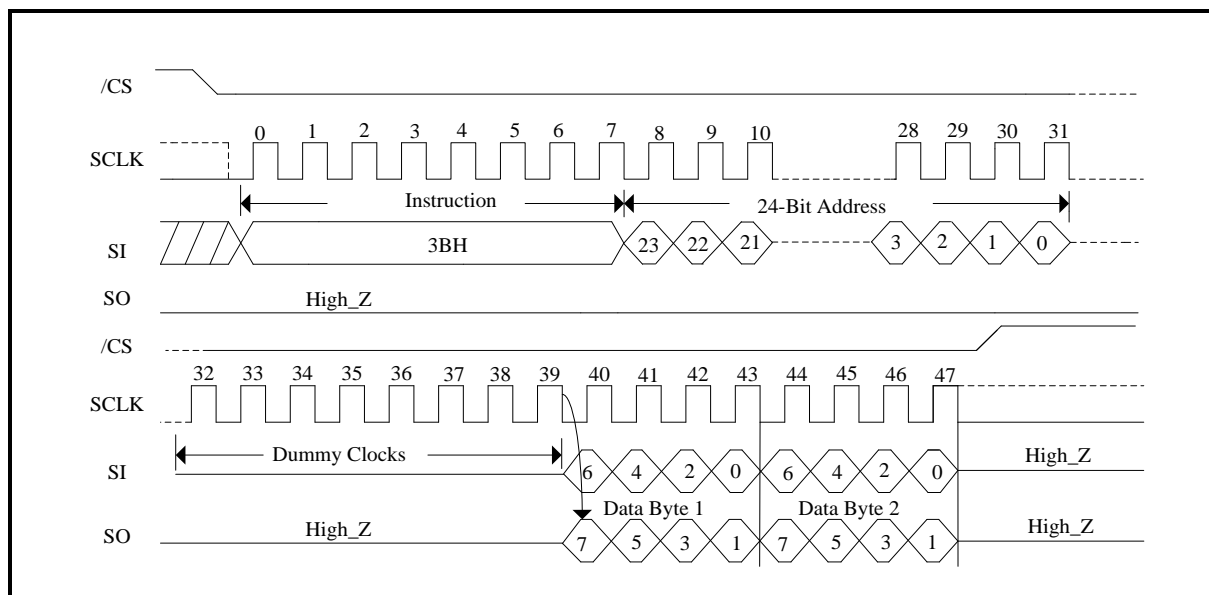 /CS
0 1 2 3 4 5 6 7 8 9 10 28 29 30 31
SCLK
Instruction 24-Bit Address
SI 3BH 23 22 21 3 2 1 0
SO High_Z
/CS
32 33 34 35 36 37 38 39 40 41 42 43 44 45 46 47
SCLK
Dummy Clocks
SI 6 4 2 0 6 4 2 0 High_Z
Data Byte 1 Data Byte 2
SO High_Z 7 5 3 1 7 5 3 1 High_Z